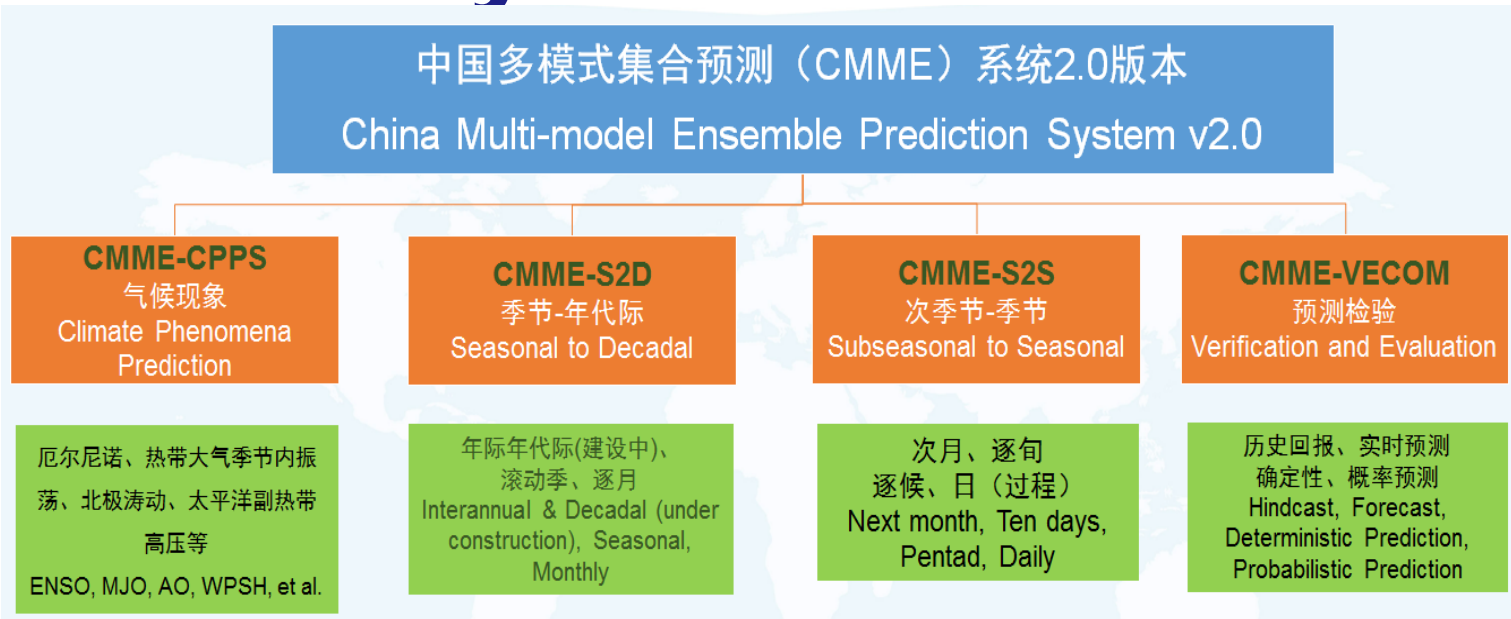 中国多模式集合预测（CMME）系统2.0版本
China Multi-model Ensemble Prediction System v2.0
CMME-CPPS
气候现象
Climate Phenomena
Prediction
CMME-S2D
季节-年代际
Seasonal to Decadal
CMME-S2S
次季节-季节
Subseasonal to Seasonal
CMME-VECOM
预测检验
Verification and Evaluation
厄尔尼诺、热带大气季节内振
荡、北极涛动、太平洋副热带
高压等
ENSO, MJO, AO, WPSH, et al.
年际年代际(建设中)、
滚动季、逐月
Interannual & Decadal (under
construction), Seasonal,
Monthly
次月、逐旬
逐候、日（过程）
Next month, Ten days,
Pentad, Daily
历史回报、实时预测
确定性、概率预测
Hindcast, Forecast,
Deterministic Prediction,
Probabilistic Prediction